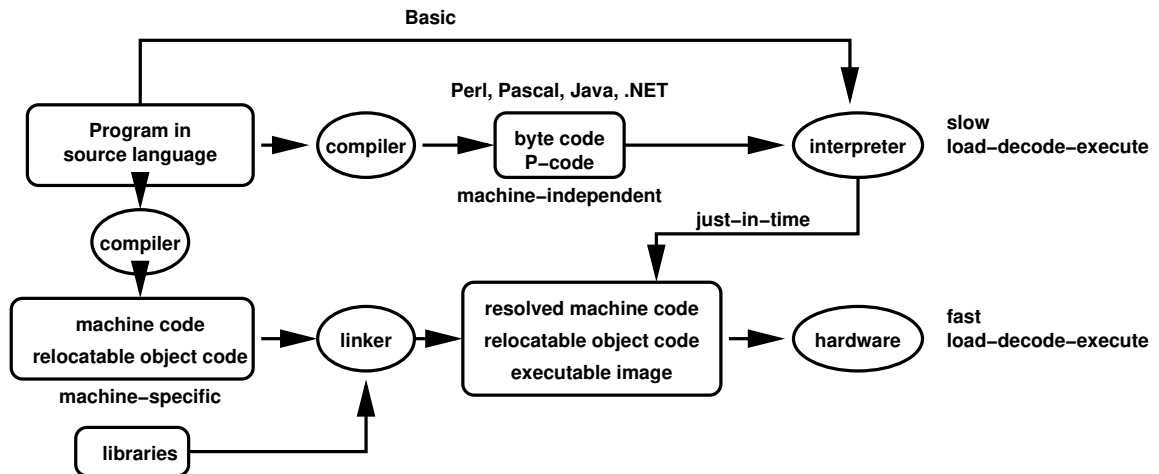 Basic
Perl, Pascal, Java, .NET
Program in
source language
compiler
byte code
P−code
interpreter
slow
load−decode−execute
machine−independent
just−in−time
compiler
machine code
relocatable object code
linker
resolved machine code
relocatable object code
executable image
hardware
fast
load−decode−execute
machine−specific
libraries